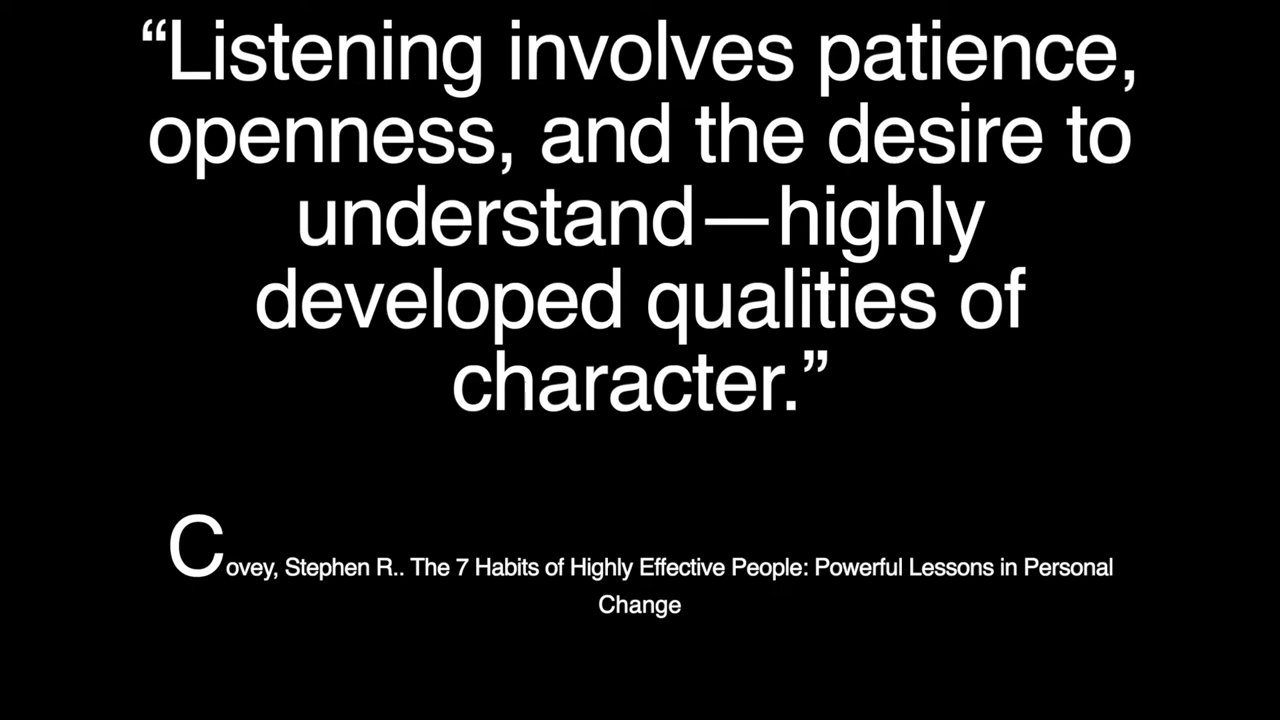 “Listening involves patience,
openness, and the desire to
understand—highly
developed qualities of
character.”
Covey, Stephen R.. The 7 Habits of Highly Effective People: Powerful Lessons in Personal
Change